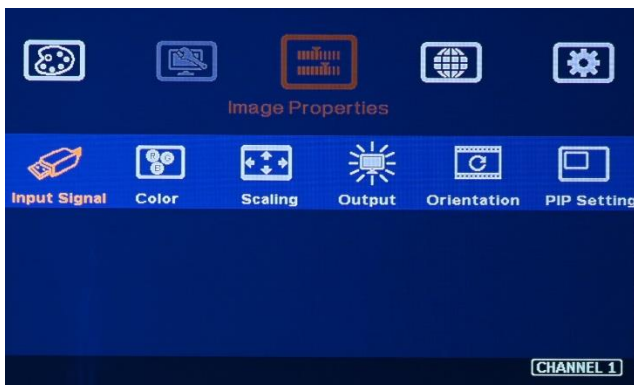 Image Properties
Input Signal Color Scaling Output Orientation PIP Setting
CHANNEL 1